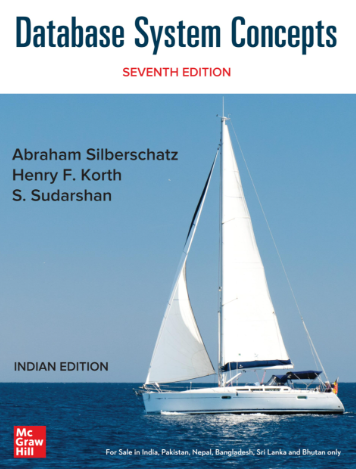 Database System Concepts
SEVENTH EDITION
Abraham Silberschatz
Henry F. Korth
S. Sudarshan
INDIAN EDITION
Mc
Graw
Hill
For Sale in India, Pakistan, Nepal, Bangladesh, Sri Lanka and Bhutan only